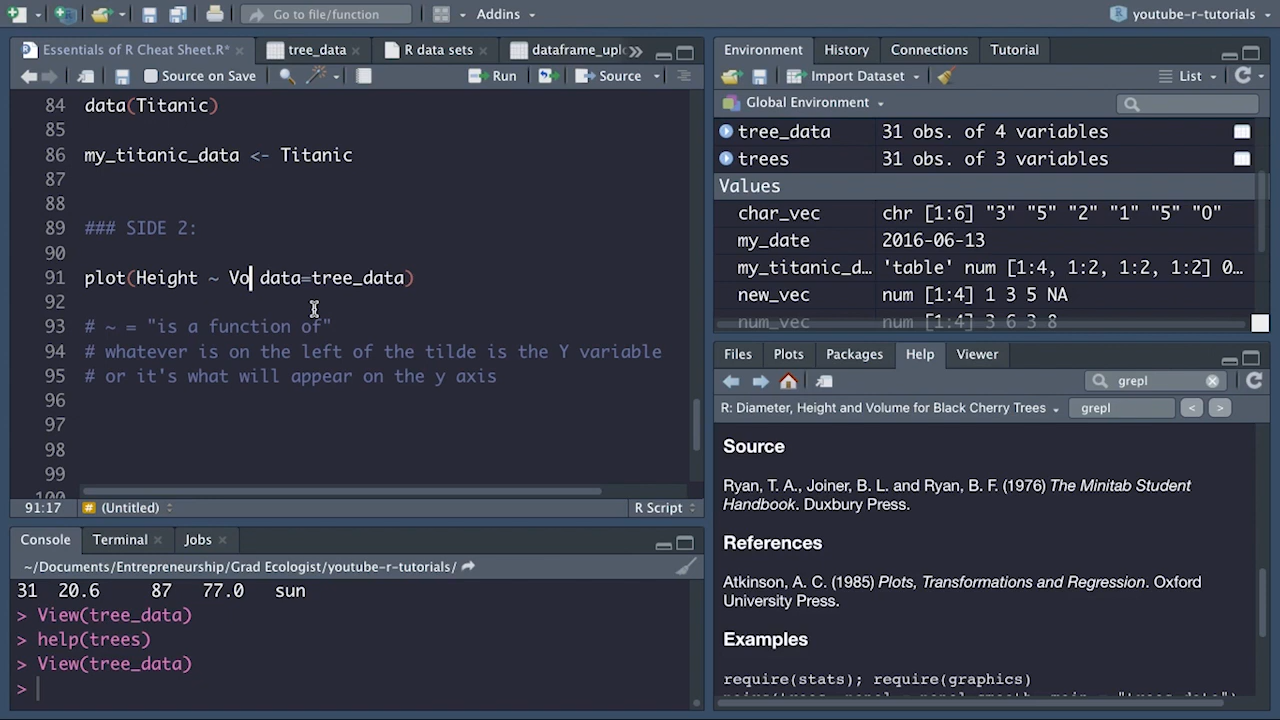 Go to file/function
Addins
youtube-r-tutorials
Essentials of R Cheat Sheet.R*
tree_data
R data sets
Source on Save
Run
Source
84 data(Titanic)
85
86 my_titanic_data <- Titanic
87
88
89 ### SIDE 2:
90
91 plot(Height ~ Vo data=tree_data)
92
93 # ~ = "is a function of"
94 # whatever is on the left of the tilde is the Y variable
95 # or it's what will appear on the y axis
96
97
98
99
91:17
# (Untitled)
R Script
Console
Terminal
Jobs
~/Documents/Entrepreneurship/Grad Ecologist/youtube-r-tutorials/
31 20.6 87 77.0 sun
> View(tree_data)
> help(trees)
> View(tree_data)
>
Environment
History
Connections
Tutorial
Import Dataset
List
Global Environment
tree_data 31 obs. of 4 variables
trees 31 obs. of 3 variables
Values
char_vec chr [1:6] "3" "5" "2" "1" "5" "O"
my_date 2016-06-13
my_titanic_d… 'table' num [1:4, 1:2, 1:2, 1:2] 0…
new_vec num [1:4] 1 3 5 NA
num_vec num [1:4] 3 6 3 8
Files
Plots
Packages
Help
Viewer
grepl
R: Diameter, Height and Volume for Black Cherry Trees
grepl
Source
Ryan, T. A., Joiner, B. L. and Ryan, B. F. (1976) The Minitab Student
Handbook. Duxbury Press.
References
Atkinson, A. C. (1985) Plots, Transformations and Regression. Oxford
University Press.
Examples
require(stats); require(graphics)